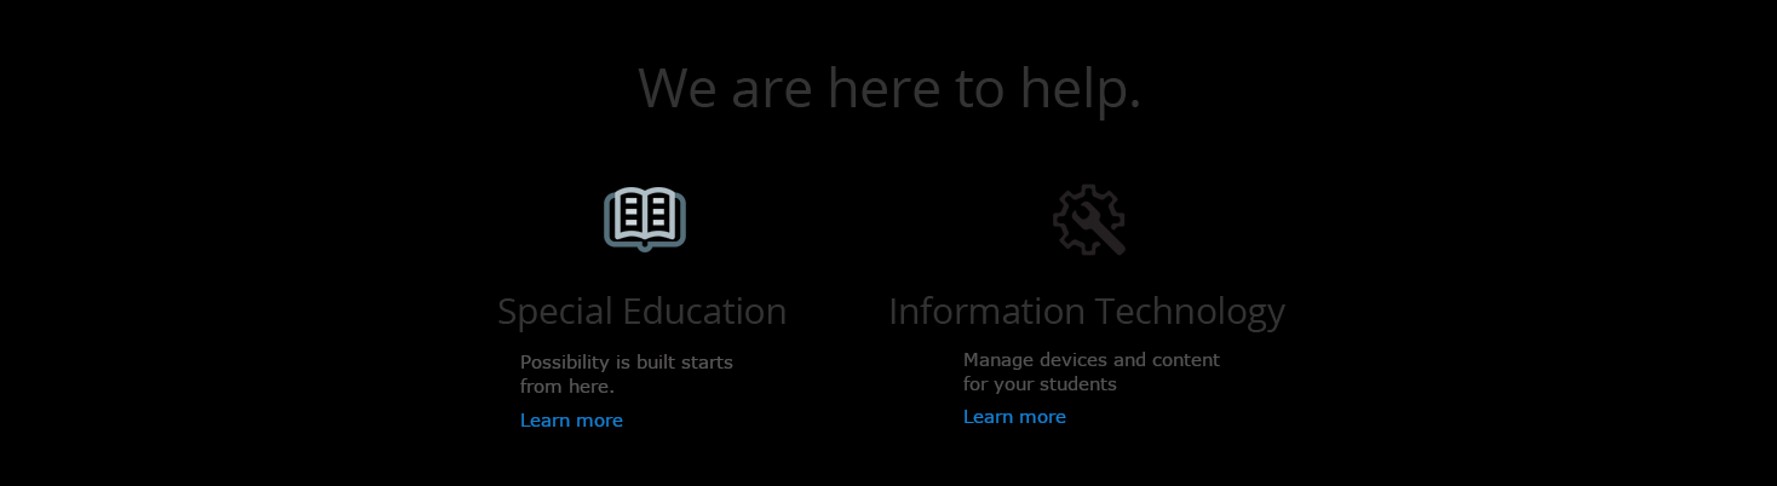 We are here to help.
Special Education
Possibility is built starts
from here.
Learn more
Information Technology
Manage devices and content
for your students
Learn more